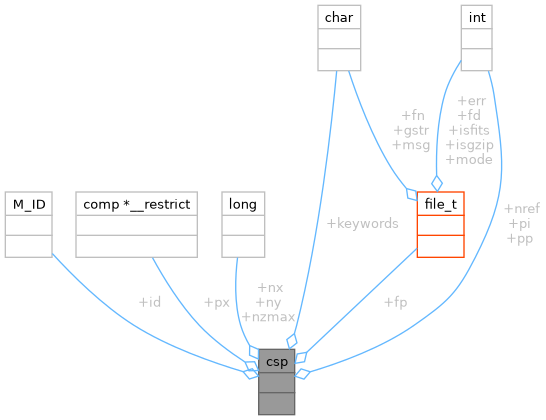 char
int
+fn
+gstr
+msg
+err
+fd
+isfits
+isgzip
+mode
M_ID
comp *__restrict
long
file_t
+keywords
+nref
+pi
+pp
+id
+px
+nx
+ny
+nzmax
+fp
csp